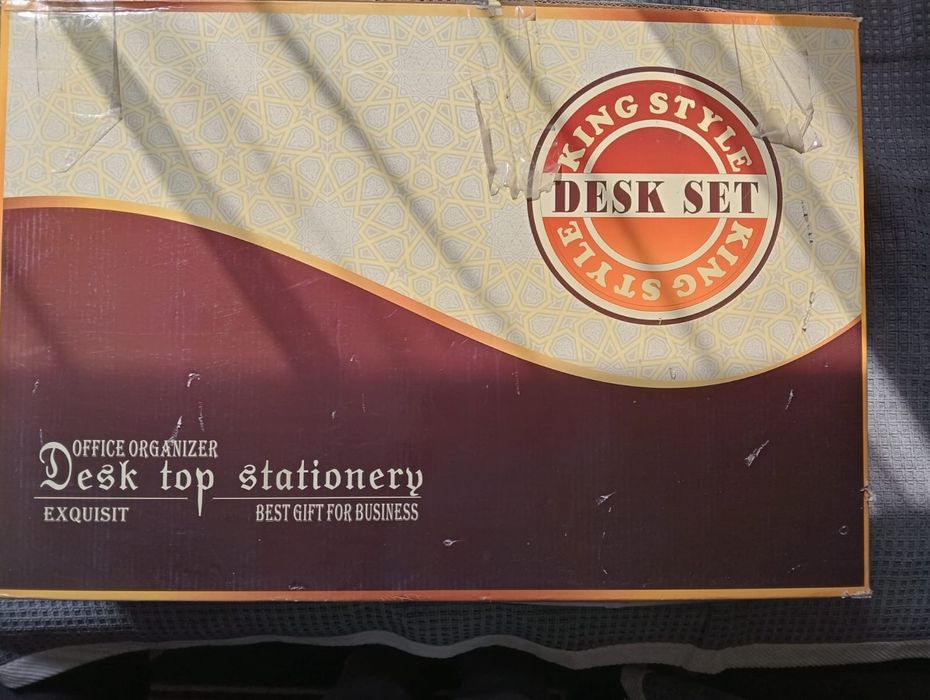 KING STYLE
DESK SET
KING STYLE
OFFICE ORGANIZER
Desk top stationery
EXQUISIT
BEST GIFT FOR BUSINESS